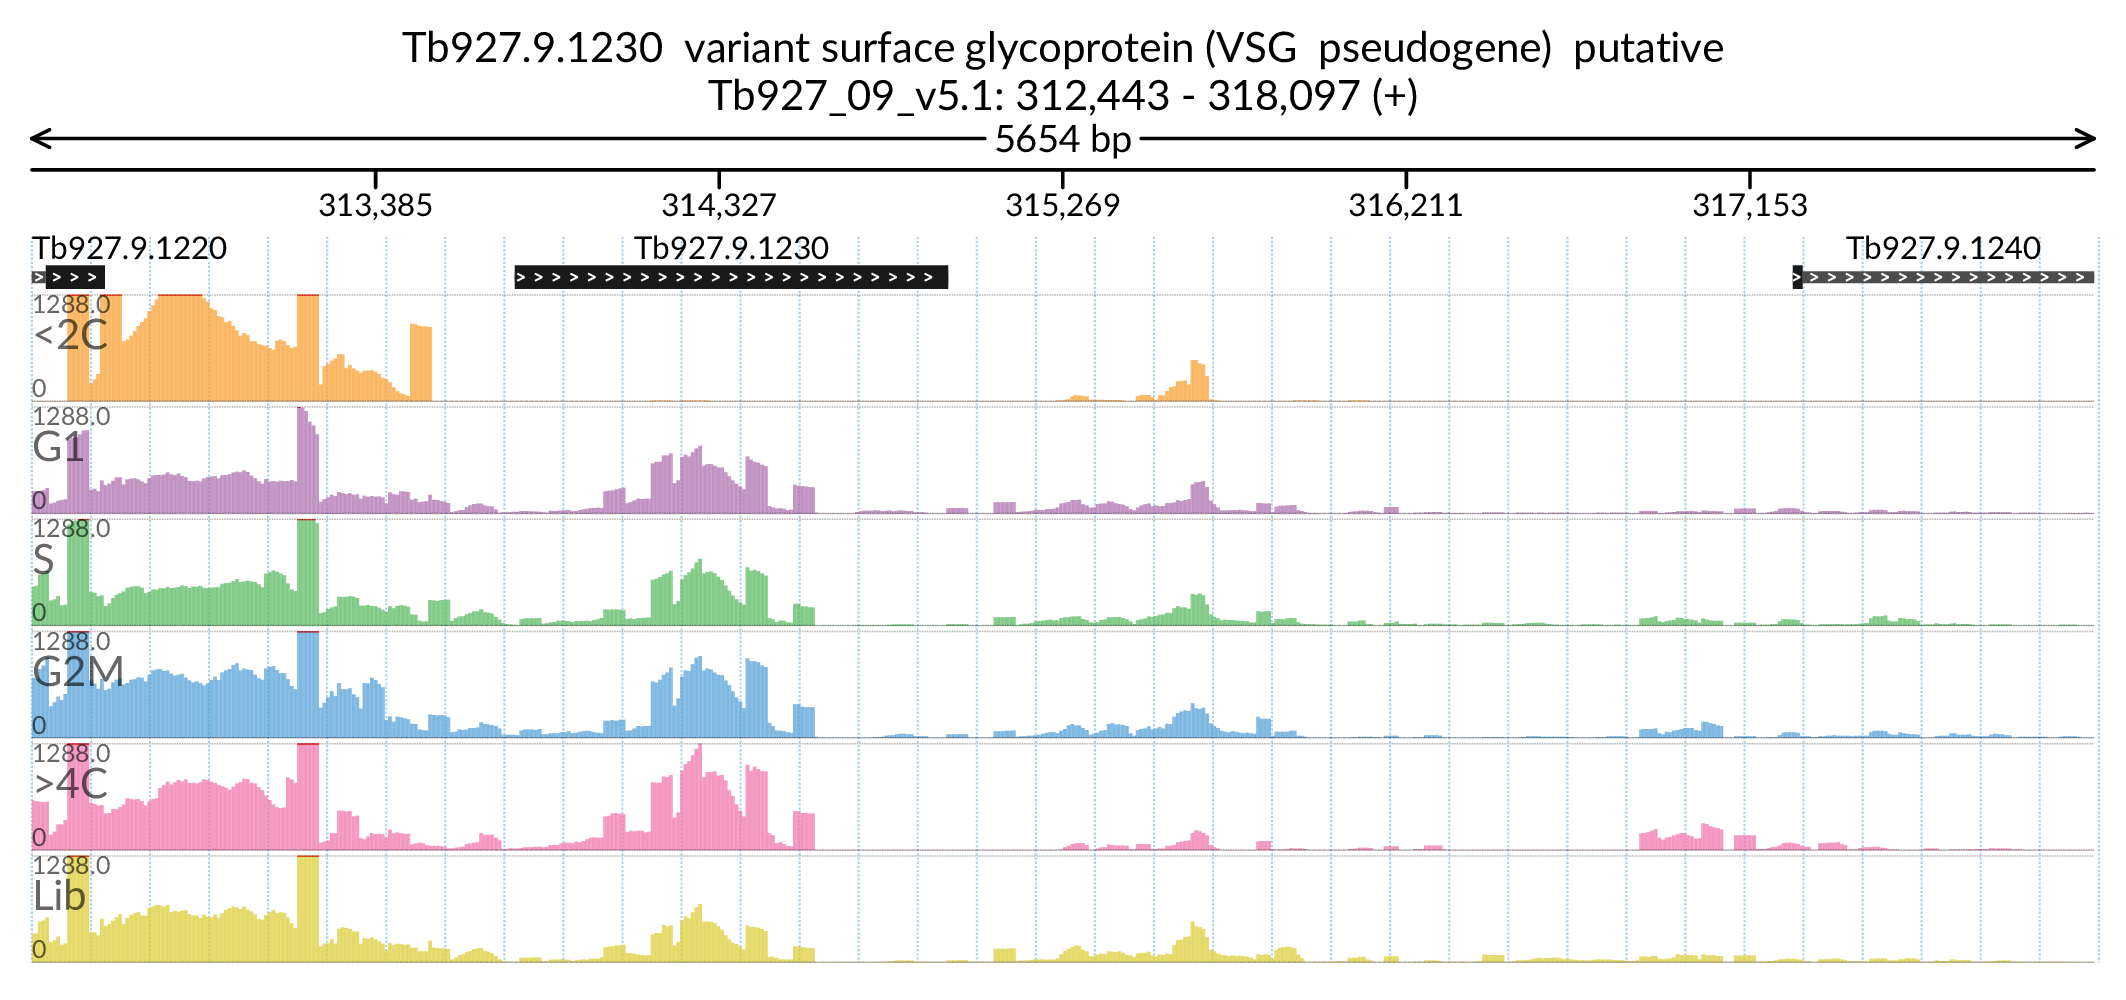 Tb927.9.1230  variant surface glycoprotein (VSG  pseudogene)  putative
Tb927_09_v5.1: 312,443 - 318,097 (+)
5654 bp
313,385 314,327 315,269 316,211 317,153
Tb927.9.1220 Tb927.9.1230 Tb927.9.1240
1288.0
<2C
0
1288.0
G1
0
1288.0
S
0
1288.0
G2M
0
1288.0
>4C
0
1288.0
Lib
0